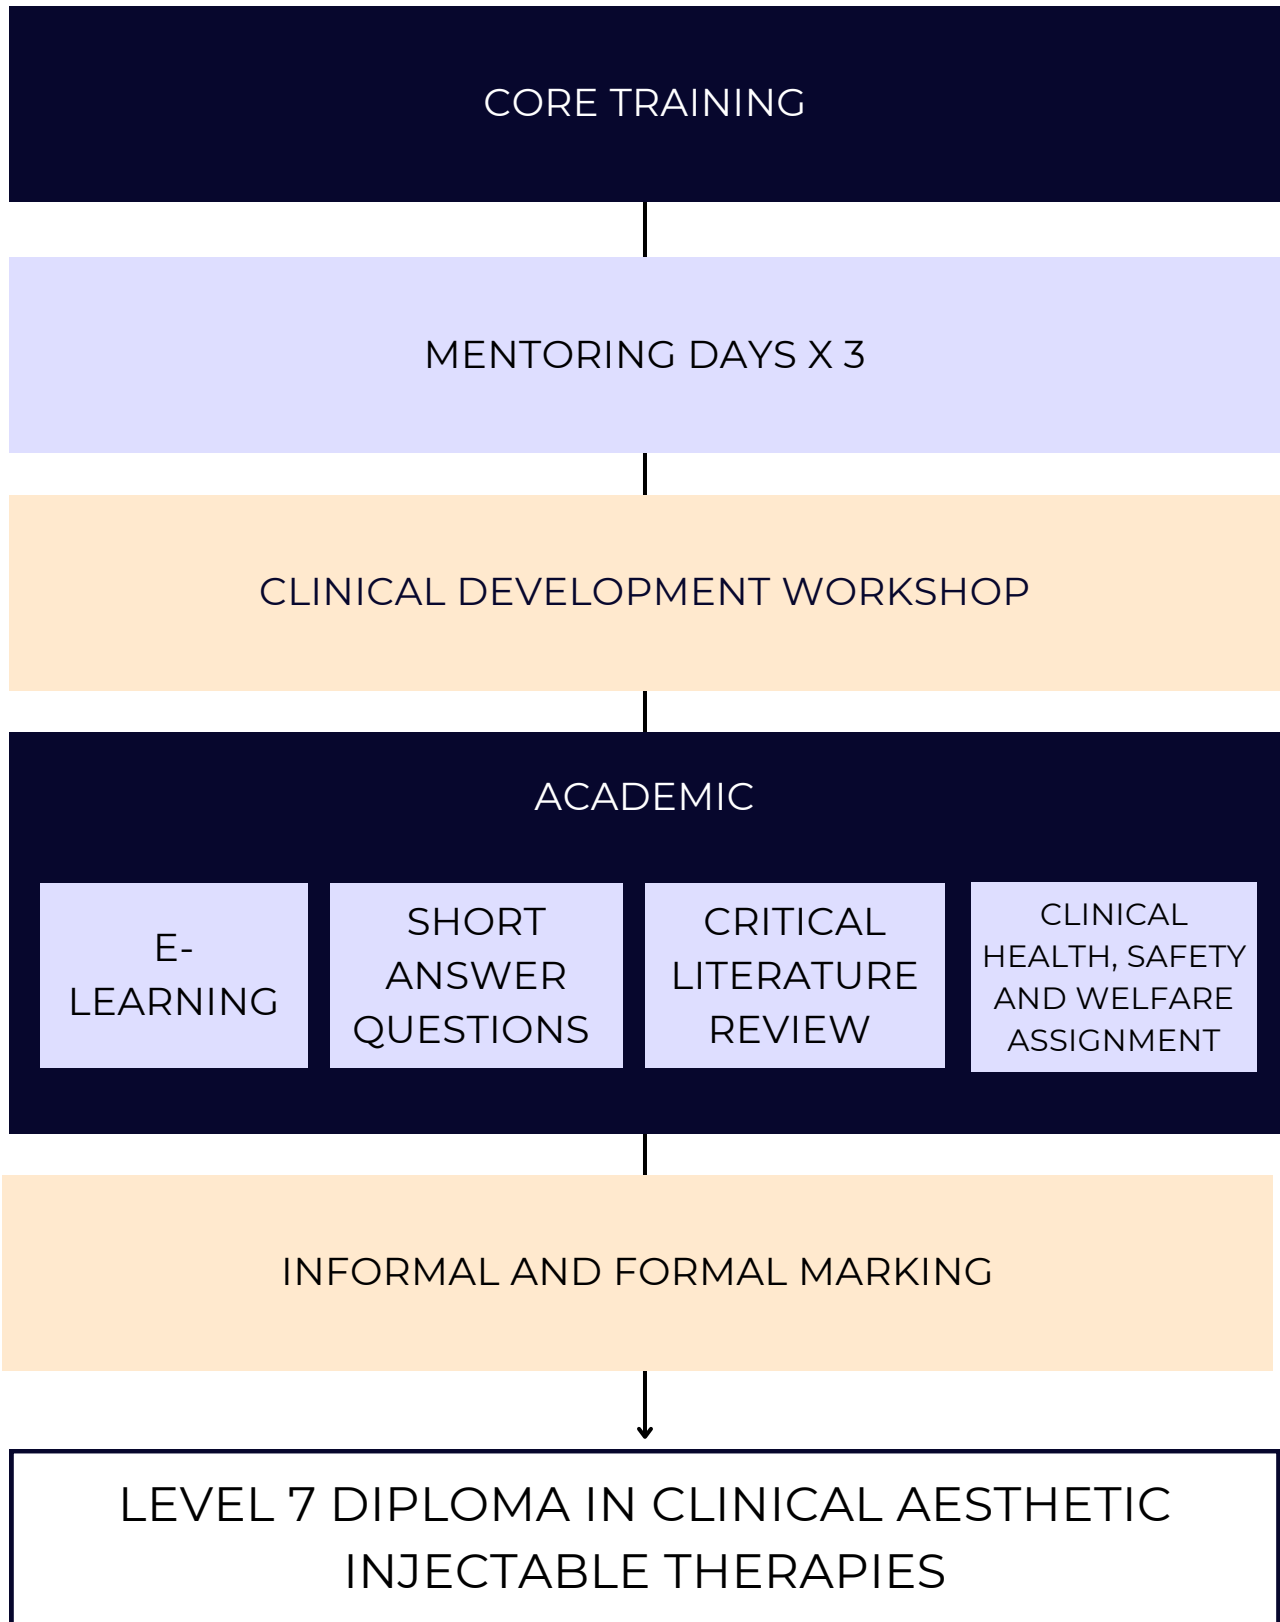 CORE TRAINING
MENTORING DAYS X 3
CLINICAL DEVELOPMENT WORKSHOP
ACADEMIC
E-
LEARNING
SHORT
ANSWER
QUESTIONS
CRITICAL
LITERATURE
REVIEW
CLINICAL
HEALTH, SAFETY
AND WELFARE
ASSIGNMENT
INFORMAL AND FORMAL MARKING
LEVEL 7 DIPLOMA IN CLINICAL AESTHETIC
INJECTABLE THERAPIES